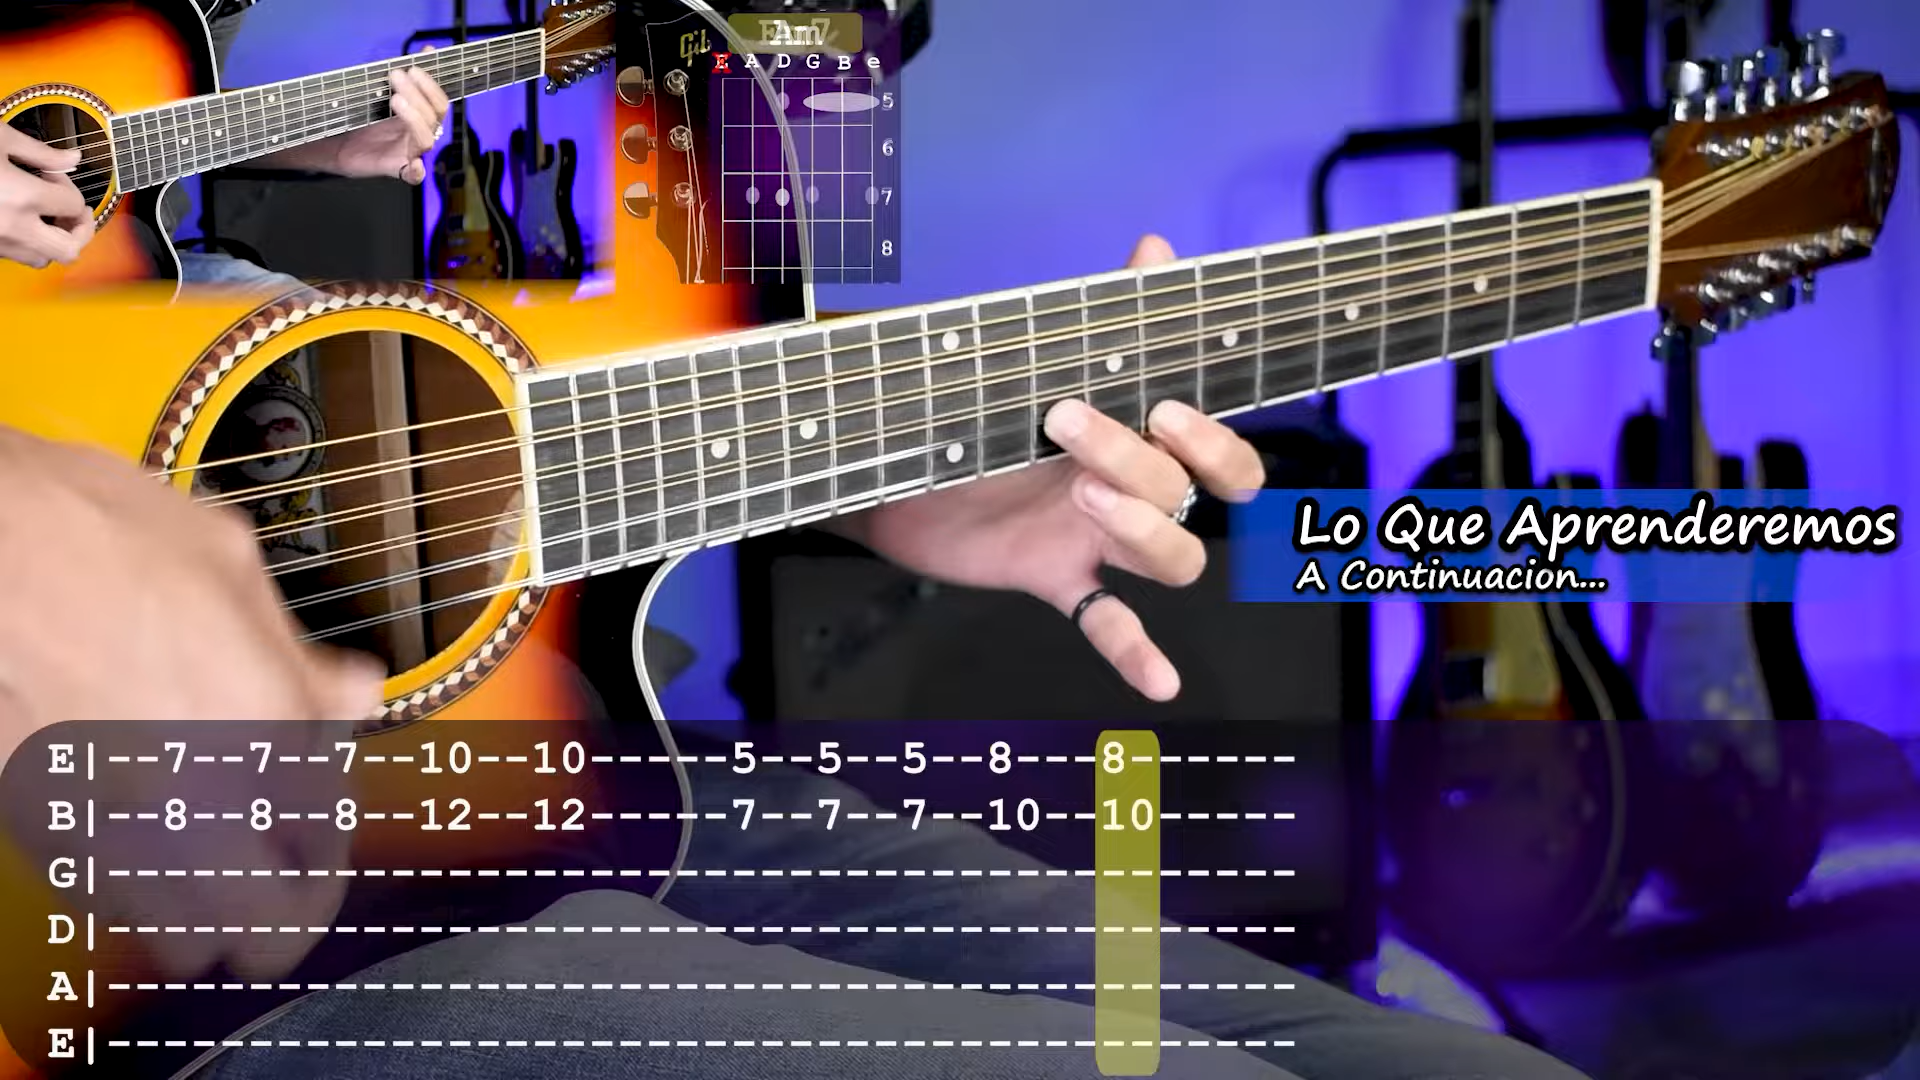 Gib
E A D G B e
5
6
7
8
Lo Que Aprenderemos
A Continuacion...
E|--7--7--7--10--10-----5--5--5--8---8------
B|--8--8--8--12--12-----7--7--7--10--10-----
G|------------------------------------------
D|------------------------------------------
A|------------------------------------------
E|------------------------------------------